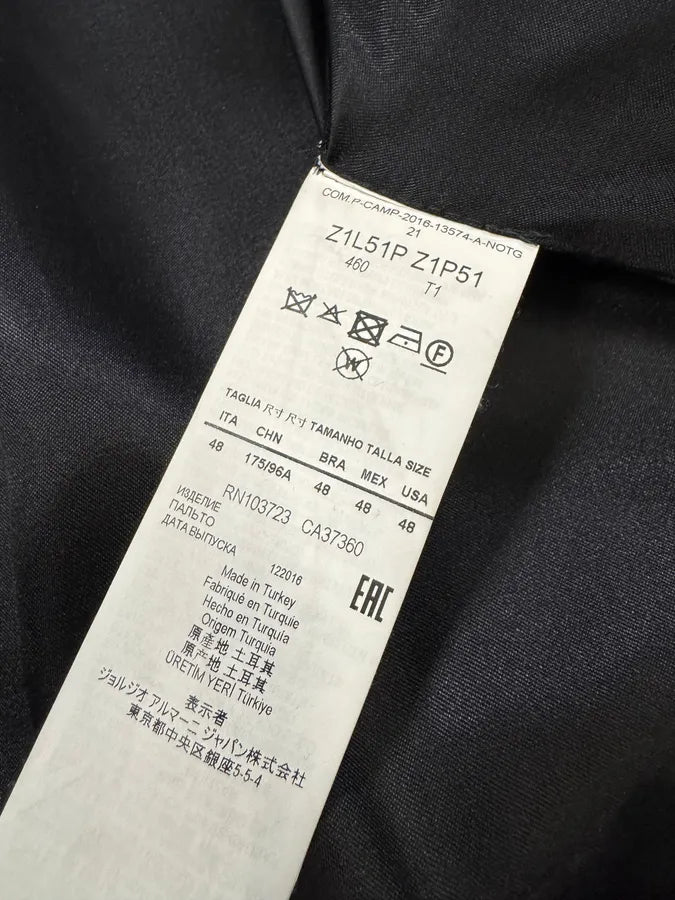 COM.P-CAMP-2016-13574-A-NOTG
21
Z1L51P Z1P51
460 T1
F
W
TAGLIA 尺寸 尺寸 TAMANHO TALLA SIZE
ITA CHN BRA MEX USA
48 175/96A 48 48 48
RN103723 CA37360
ИЗДЕЛИЕ
ПАЛЬТО
ДАТА ВЫПУСКА 122016
EAC
Made in Turkey
Fabriqué en Turquie
Hecho en Turquía
Origem Turquia
原產地 土耳其
原产地 土耳其
ÜRETİM YERİ Türkiye
表示者
ジョルジオ アルマーニ ジャパン株式会社
東京都中央区銀座5-5-4